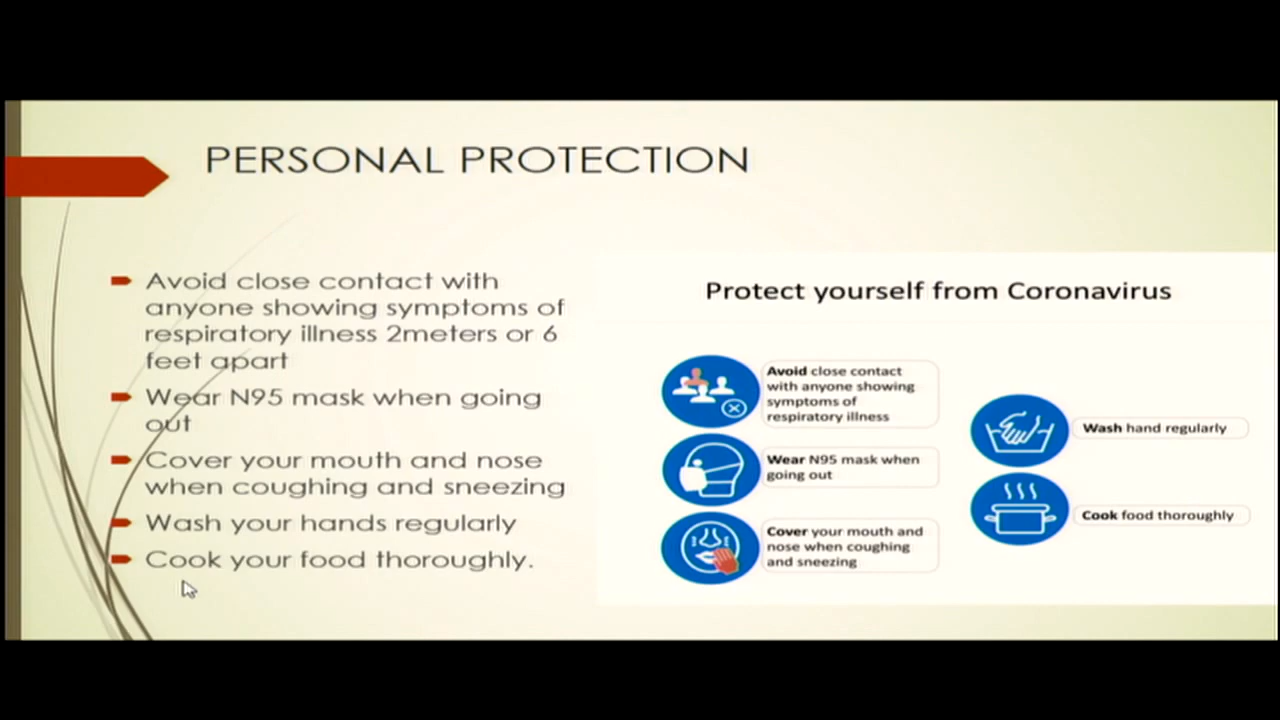 PERSONAL PROTECTION
Avoid close contact with
anyone showing symptoms of
respiratory illness 2meters or 6
feet apart
Wear N95 mask when going
out
Cover your mouth and nose
when coughing and sneezing
Wash your hands regularly
Cook your food thoroughly.
Protect yourself from Coronavirus
Avoid close contact
with anyone showing
symptoms of
respiratory illness
Wear N95 mask when
going out
Cover your mouth and
nose when coughing
and sneezing
Wash hand regularly
Cook food thoroughly